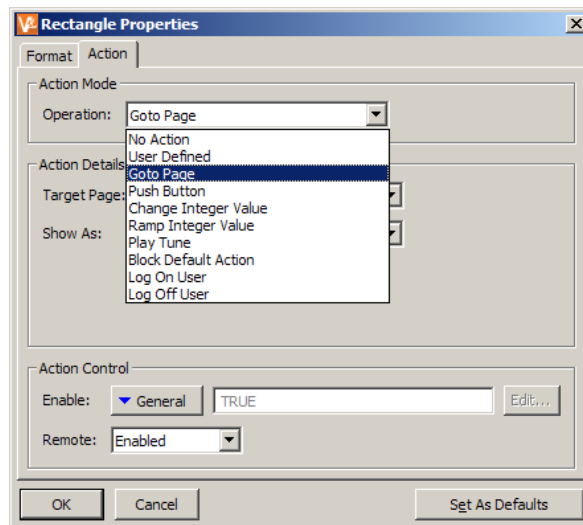 Rectangle Properties
Format Action
Action Mode
Operation: Goto Page
No Action
User Defined
Action Details
Goto Page
Target Page:
Push Button
Change Integer Value
Show As:
Ramp Integer Value
Play Tune
Block Default Action
Log On User
Log Off User
Action Control
Enable: General TRUE Edit...
Remote: Enabled
OK Cancel Set As Defaults